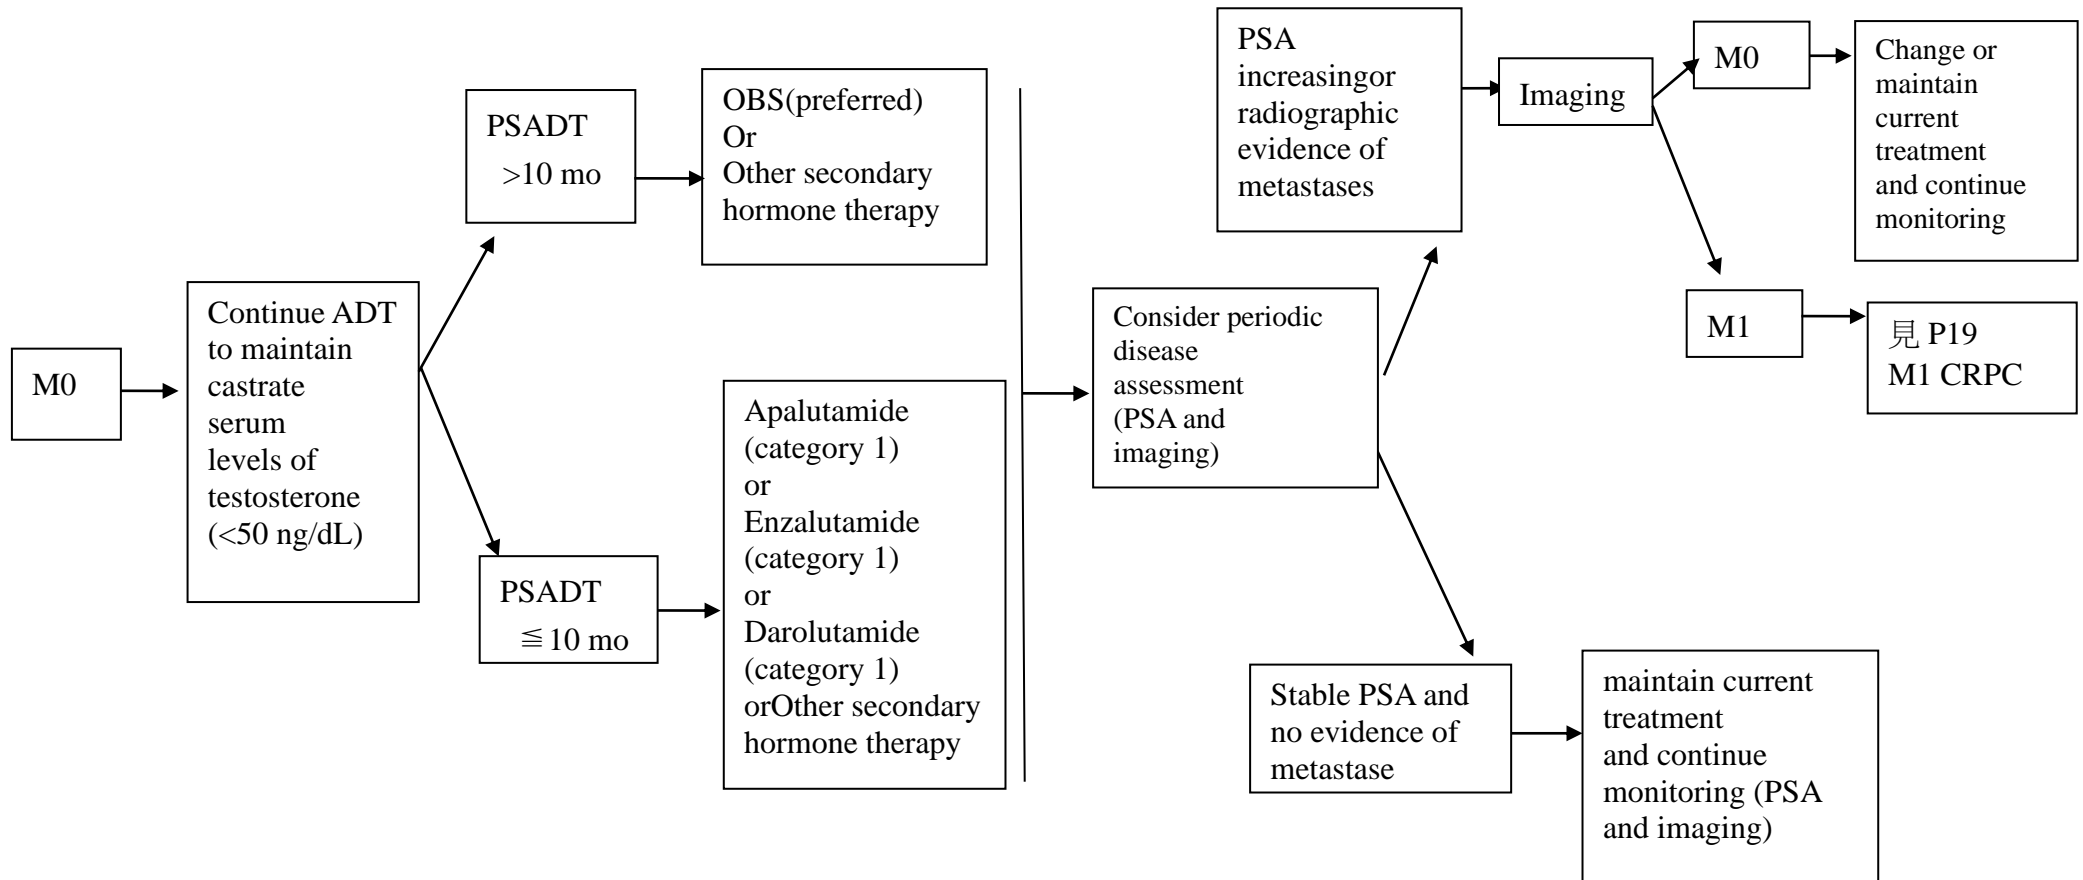 M0
Continue ADT
to maintain
castrate
serum
levels of
testosterone
(<50 ng/dL)
PSADT
>10 mo
OBS(preferred)
Or
Other secondary
hormone therapy
PSADT
≦10 mo
Apalutamide
(category 1)
or
Enzalutamide
(category 1)
or
Darolutamide
(category 1)
orOther secondary
hormone therapy
Consider periodic
disease
assessment
(PSA and
imaging)
PSA
increasingor
radiographic
evidence of
metastases
Imaging
M0
Change or
maintain
current
treatment
and continue
monitoring
M1
見 P19
M1 CRPC
Stable PSA and
no evidence of
metastase
maintain current
treatment
and continue
monitoring (PSA
and imaging)